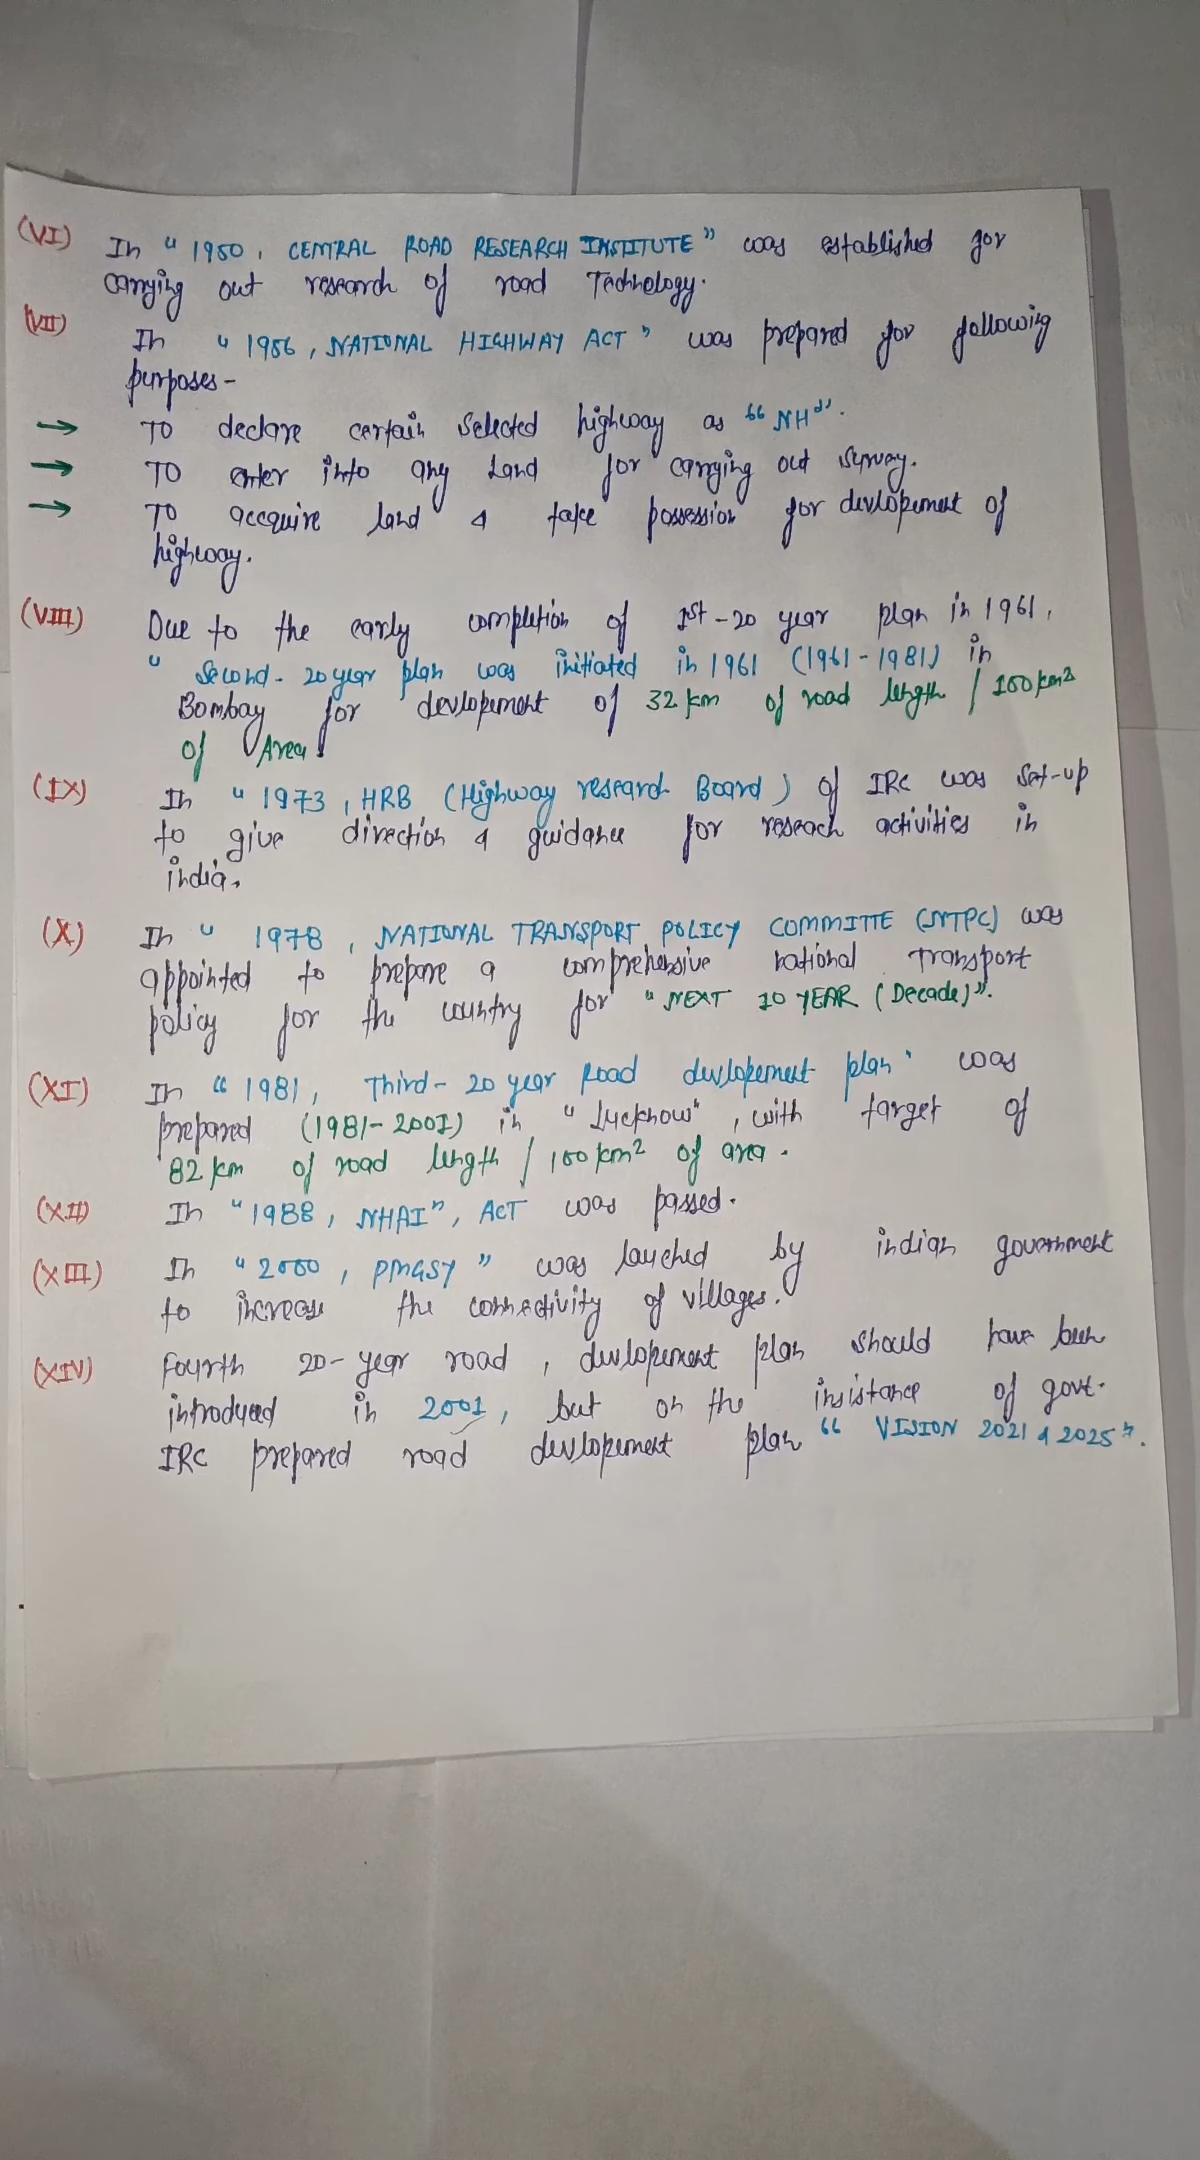 (VI) In "1950, CENTRAL ROAD RESEARCH INSTITUTE" was established for
carrying out research of road Technology.
(VII) In "1956, NATIONAL HIGHWAY ACT" was prepared for following
purposes-
→ TO declare certain selected highway as "NHs".
→ TO enter into any Land for carrying out survay.
→ TO accquire land & take possession for devlopement of
highway.
(VIII) Due to the early completion of 1st-20 year plan in 1961,
"Second-20 year plan was initiated in 1961 (1961-1981) in
Bombay for devlopement of 32 km of road length / 100 km²
of Area.
(IX) In "1973, HRB (Highway research Board) of IRC was set-up
to give direction & guidance for reseach activities in
india.
(X) In "1978, NATIONAL TRANSPORT POLICY COMMITTE (NTPC) was
appointed to prepare a comprehensive national Transport
policy for the country for "NEXT 10 YEAR (Decade)".
(XI) In "1981, Third-20 year Road devlopement plan" was
prepared (1981-2001) in "Lucknow", with target of
82 km of road length / 100 km² of area.
(XII) In "1988, NHAI", ACT was passed.
(XIII) In "2000, PMGSY" was lauched by indian government
to increase the connectivity of villages.
(XIV) Fourth 20-year road, devlopement plan should have been
introduced in 2001, but on the insistance of govt.
IRC prepared road devlopement plan "VISION 2021 & 2025".